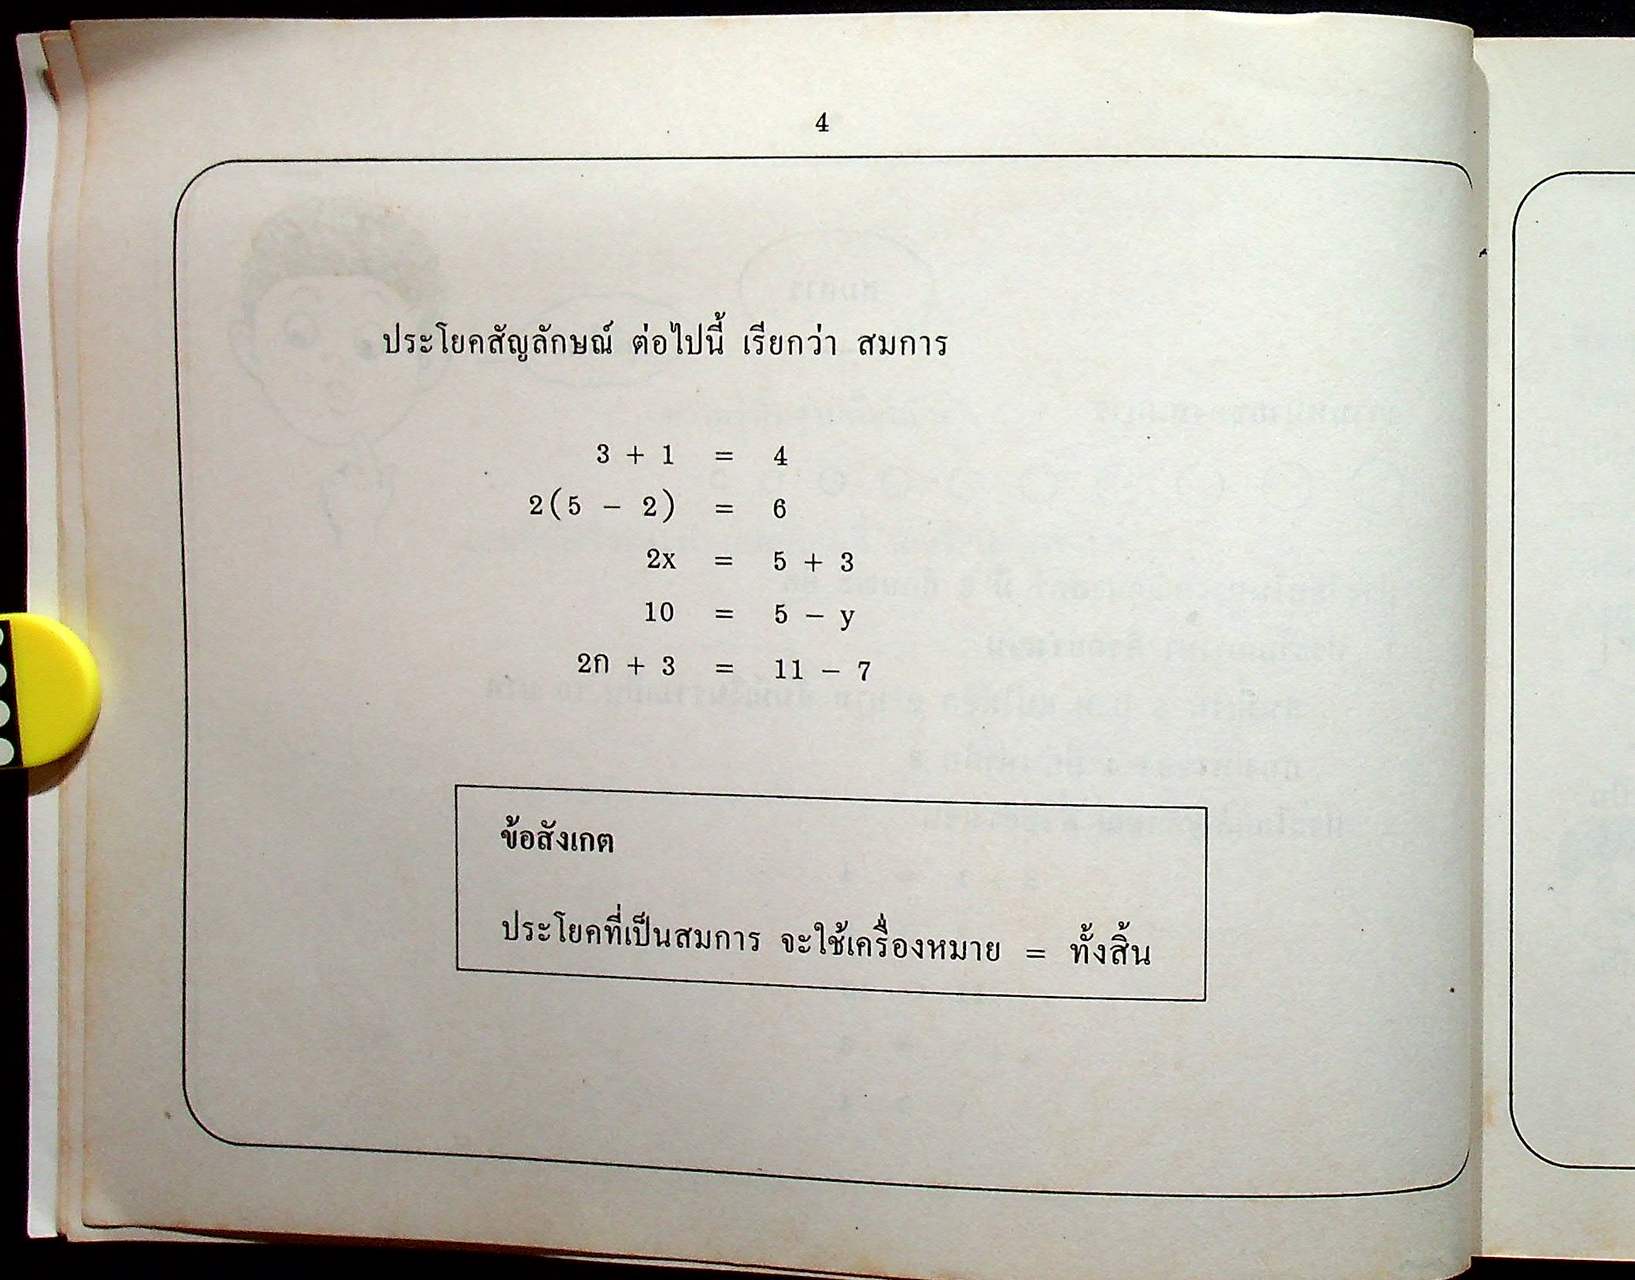 4
ประโยคสัญลักษณ์ ต่อไปนี้ เรียกว่า สมการ
3 + 1 = 4
2(5 - 2) = 6
2x = 5 + 3
10 = 5 - y
2ก + 3 = 11 - 7
ข้อสังเกต
ประโยคที่เป็นสมการ จะใช้เครื่องหมาย = ทั้งสิ้น